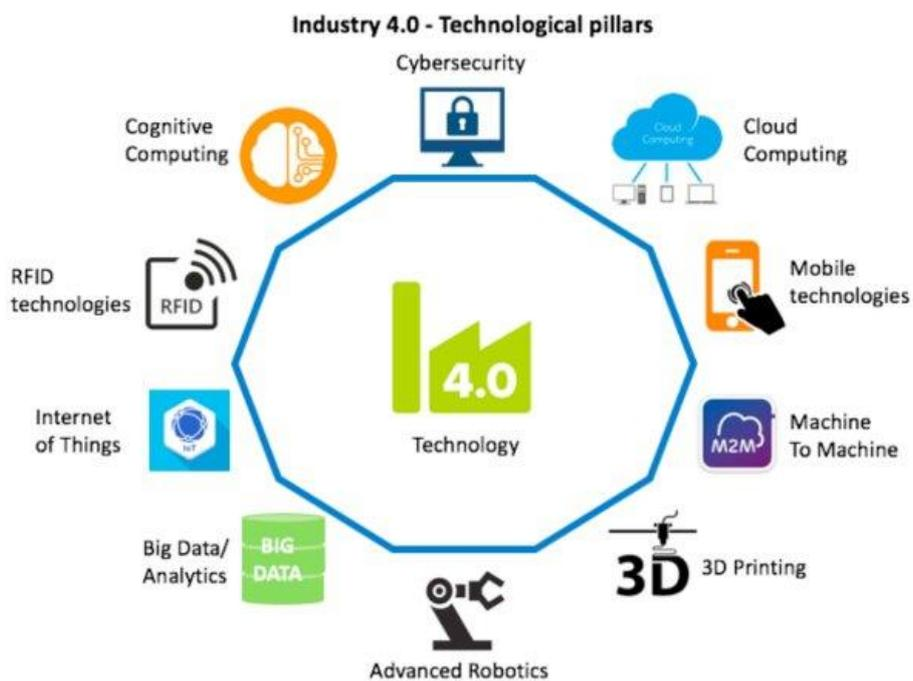 Industry 4.0 - Technological pillars
Cybersecurity
Cognitive
Computing
Cloud
Computing
Cloud
Computing
RFID
technologies
RFID
Mobile
technologies
4.0
Technology
Internet
of Things
IoT
M2M
Machine
To Machine
Big Data/
Analytics
BIG
DATA
3D
3D Printing
Advanced Robotics